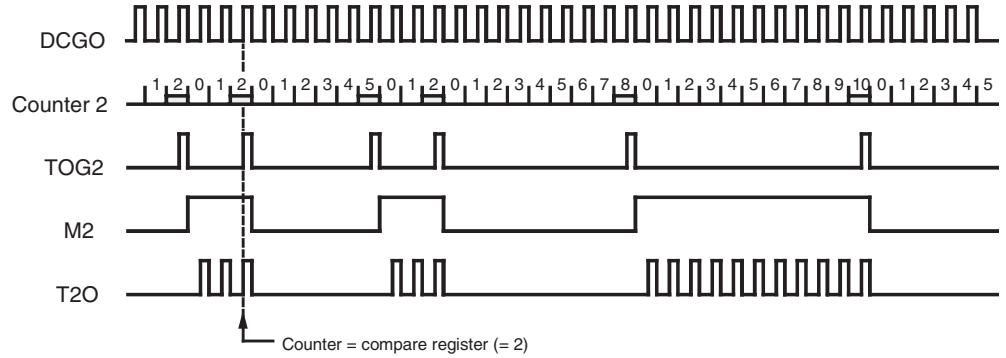 DCGO
1 2 0 1 2 0 1 2 3 4 5 0 1 2 0 1 2 3 4 5 6 7 8 0 1 2 3 4 5 6 7 8 9 10 0 1 2 3 4 5
Counter 2
TOG2
M2
T2O
Counter = compare register (= 2)